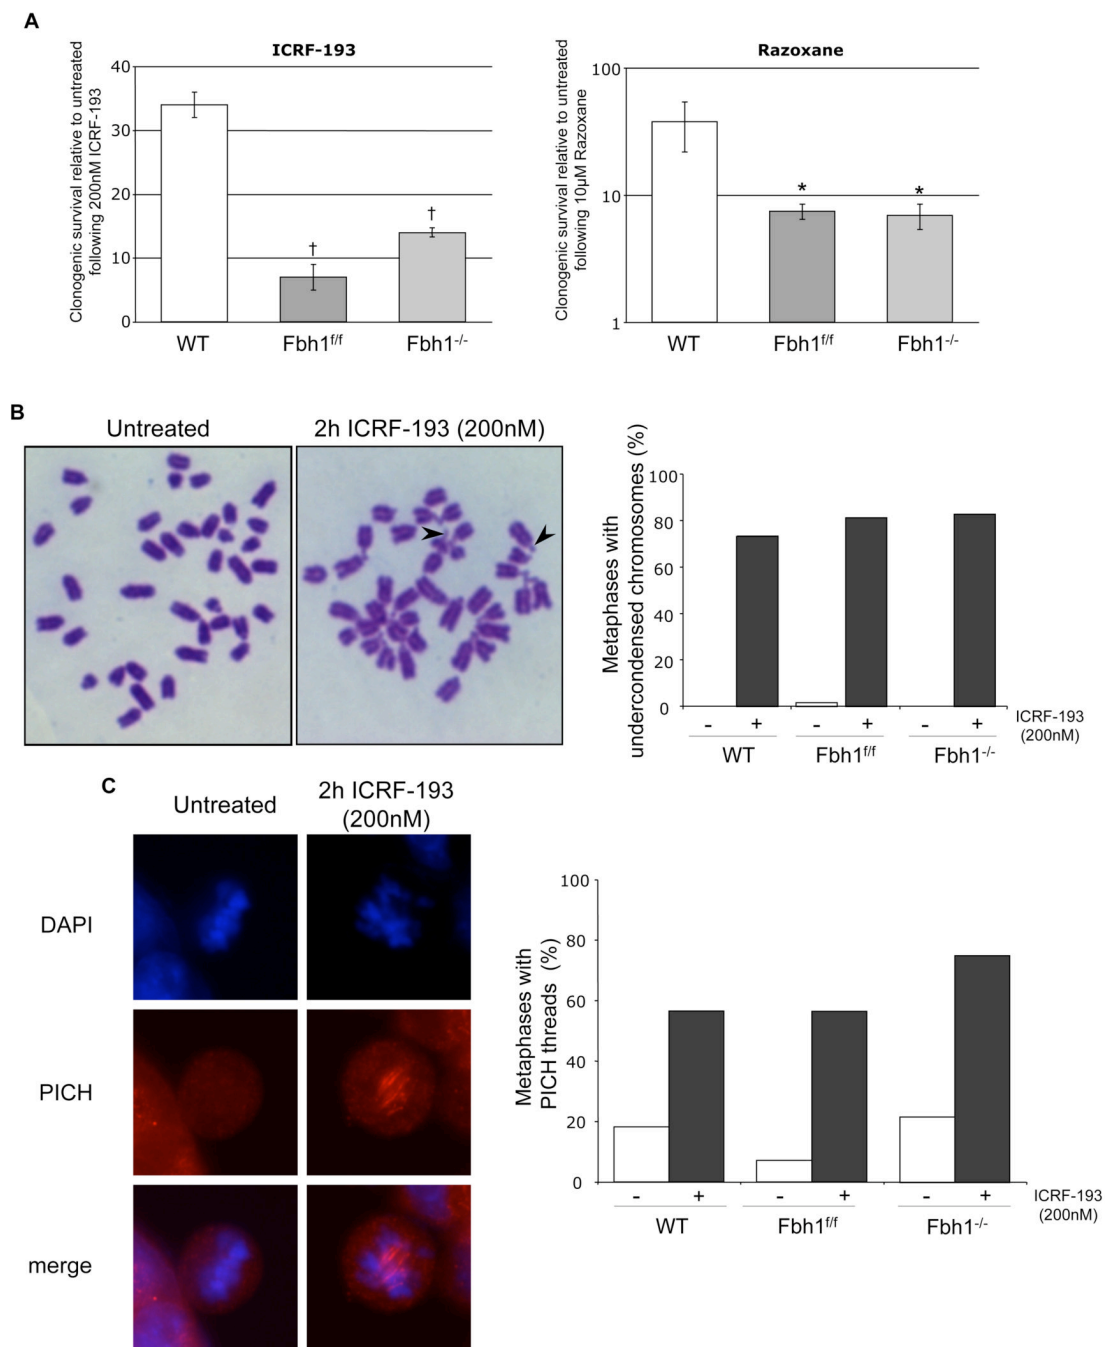 A
ICRF-193
Clonogenic survival relative to untreated
following 200nM ICRF-193
40
30
20
10
0
†
†
WT
Fbh1f/f
Fbh1-/-
Razoxane
Clonogenic survival relative to untreated
following 10µM Razoxane
100
10
1
*
*
WT
Fbh1f/f
Fbh1-/-
B
Untreated
2h ICRF-193 (200nM)
Metaphases with
undercondensed chromosomes (%)
100
80
60
40
20
0
- + - + - +
ICRF-193
(200nM)
WT
Fbh1f/f
Fbh1-/-
C
Untreated
2h ICRF-193
(200nM)
DAPI
PICH
merge
Metaphases with
PICH threads (%)
100
80
60
40
20
0
- + - + - +
ICRF-193
(200nM)
WT
Fbh1f/f
Fbh1-/-